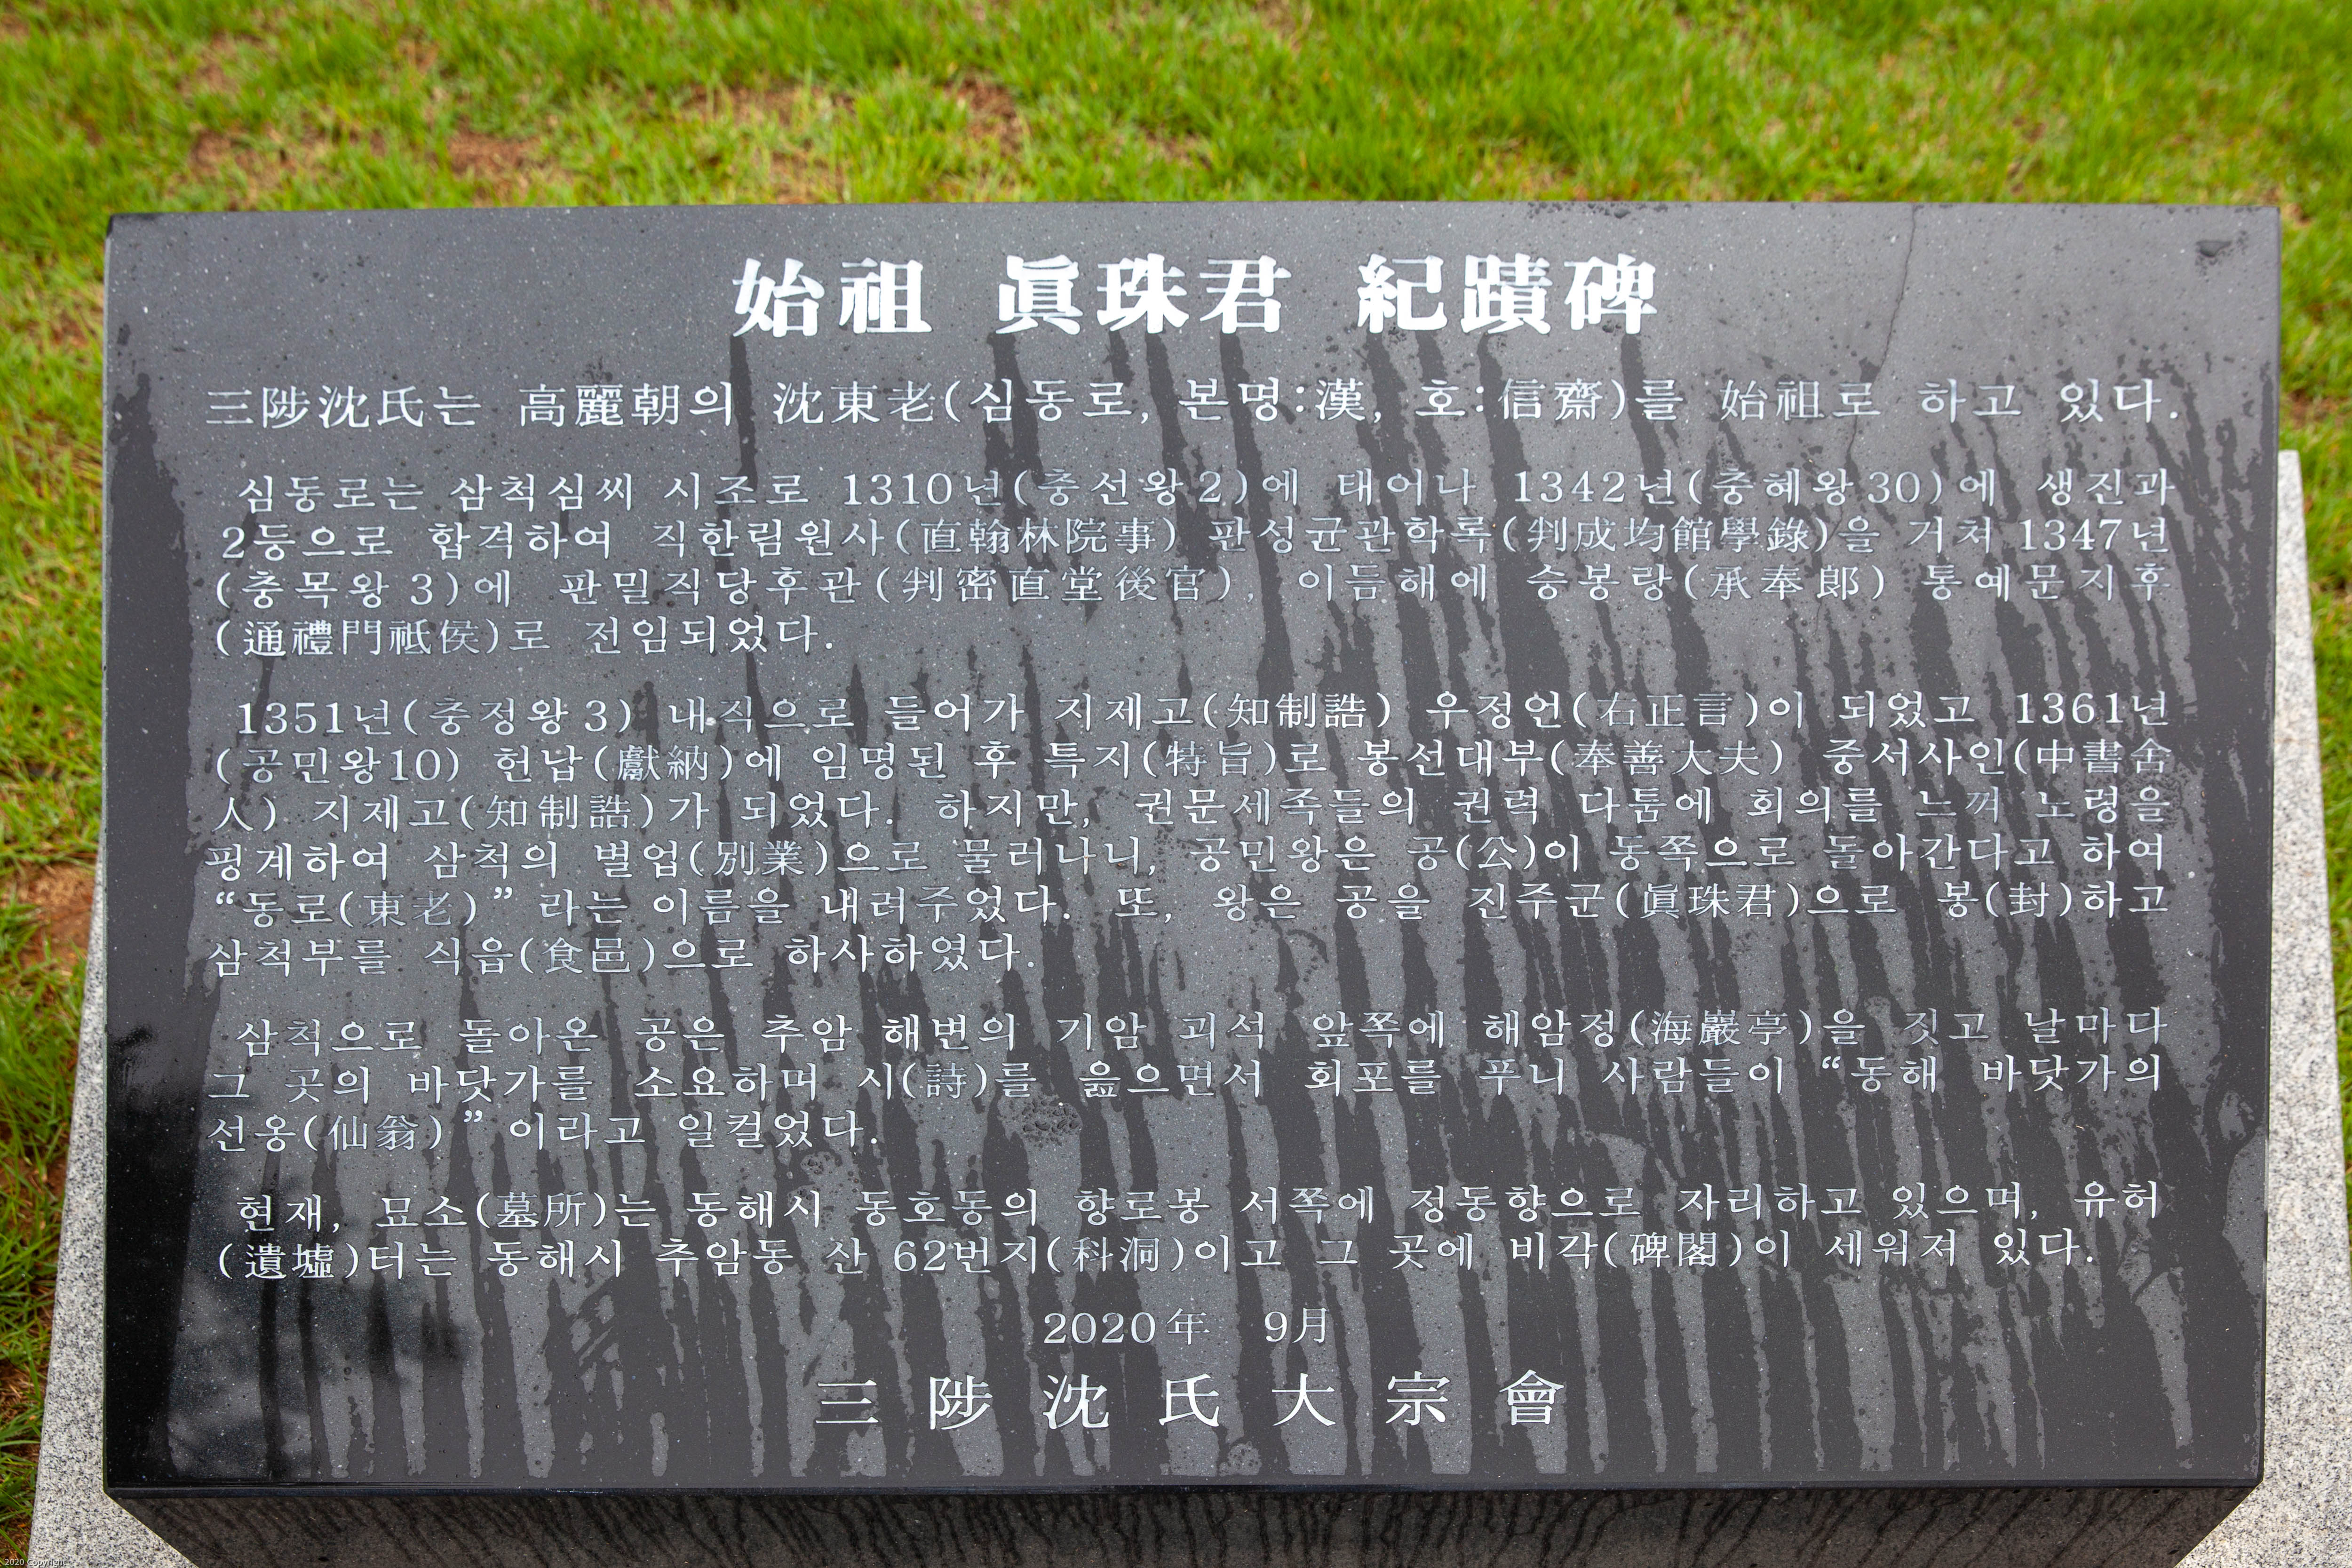 始祖 眞珠君 紀蹟碑
三陟沈氏는 高麗朝의 沈東老(심동로, 본명:漢, 호:信齋)를 始祖로 하고 있다.
심동로는 삼척심씨 시조로 1310년(충선왕2)에 태어나 1342년(충혜왕30)에 생진과
2등으로 합격하여 직한림원사(直翰林院事) 판성균관학록(判成均館學錄)을 거쳐 1347년
(충목왕3)에 판밀직당후관(判密直堂後官), 이듬해에 승봉랑(承奉郞) 통예문지후
(通禮門祗侯)로 전임되었다.
1351년(충정왕3) 내직으로 들어가 지제고(知制誥) 우정언(右正言)이 되었고 1361년
(공민왕10) 헌납(獻納)에 임명된 후 특지(特旨)로 봉선대부(奉善大夫) 중서사인(中書舍
人) 지제고(知制誥)가 되었다. 하지만, 권문세족들의 권력 다툼에 회의를 느껴 노령을
핑계하여 삼척의 별업(別業)으로 물러나니, 공민왕은 공(公)이 동쪽으로 돌아간다고 하여
“동로(東老)” 라는 이름을 내려주었다. 또, 왕은 공을 진주군(眞珠君)으로 봉(封)하고
삼척부를 식읍(食邑)으로 하사하였다.
삼척으로 돌아온 공은 추암 해변의 기암 괴석 앞쪽에 해암정(海巖亭)을 짓고 날마다
그 곳의 바닷가를 소요하며 시(詩)를 읊으면서 회포를 푸니 사람들이 “동해 바닷가의
선옹(仙翁)” 이라고 일컬었다.
현재, 묘소(墓所)는 동해시 동호동의 향로봉 서쪽에 정동향으로 자리하고 있으며, 유허
(遺墟)터는 동해시 추암동 산 62번지(科洞)이고 그 곳에 비각(碑閣)이 세워져 있다.
2020年 9月
三陟沈氏大宗會
2020 Copyright